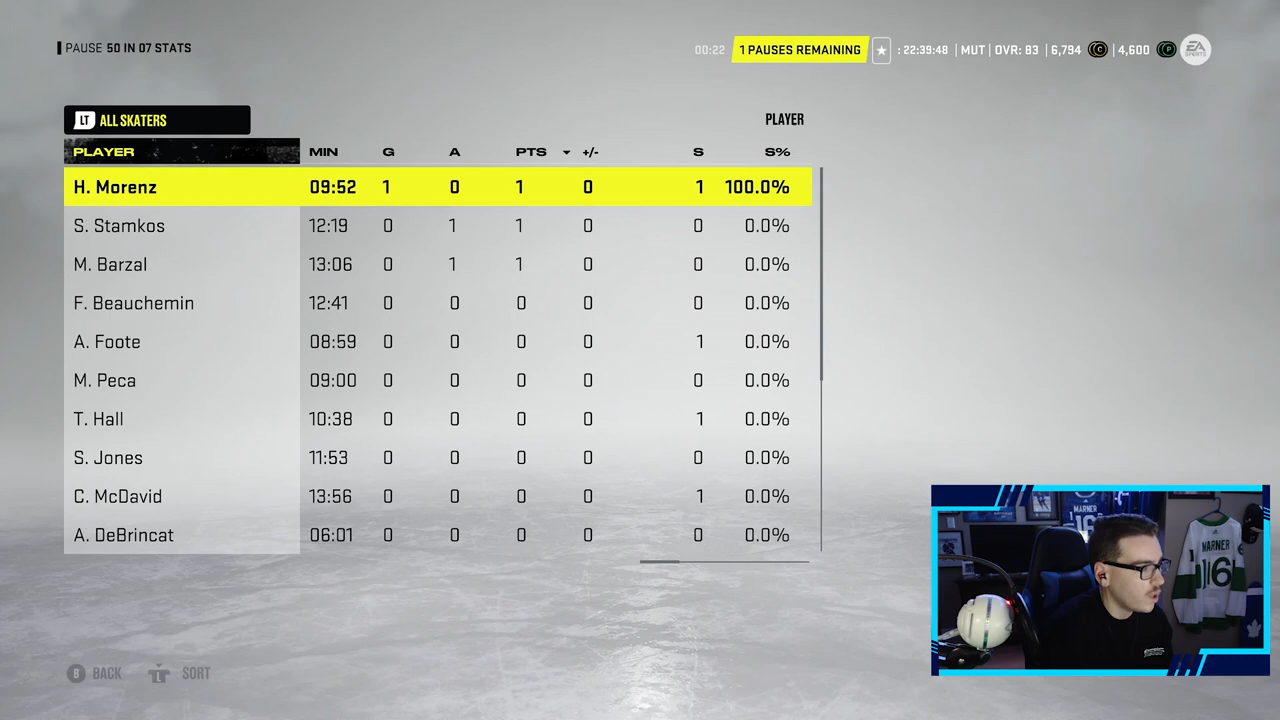 PAUSE 50 IN 07 STATS
00:22 1 PAUSES REMAINING : 22:39:48 | MUT | OVR: 83 | 6,794 C | 4,600 P EA SPORTS
LT ALL SKATERS
PLAYER
PLAYER MIN G A PTS +/- S S%
H. Morenz 09:52 1 0 1 0 1 100.0%
S. Stamkos 12:19 0 1 1 0 0 0.0%
M. Barzal 13:06 0 1 1 0 0 0.0%
F. Beauchemin 12:41 0 0 0 0 0 0.0%
A. Foote 08:59 0 0 0 0 1 0.0%
M. Peca 09:00 0 0 0 0 0 0.0%
T. Hall 10:38 0 0 0 0 1 0.0%
S. Jones 11:53 0 0 0 0 0 0.0%
C. McDavid 13:56 0 0 0 0 1 0.0%
A. DeBrincat 06:01 0 0 0 0 0 0.0%
MARNER
16
MARNER
16
B BACK L SORT